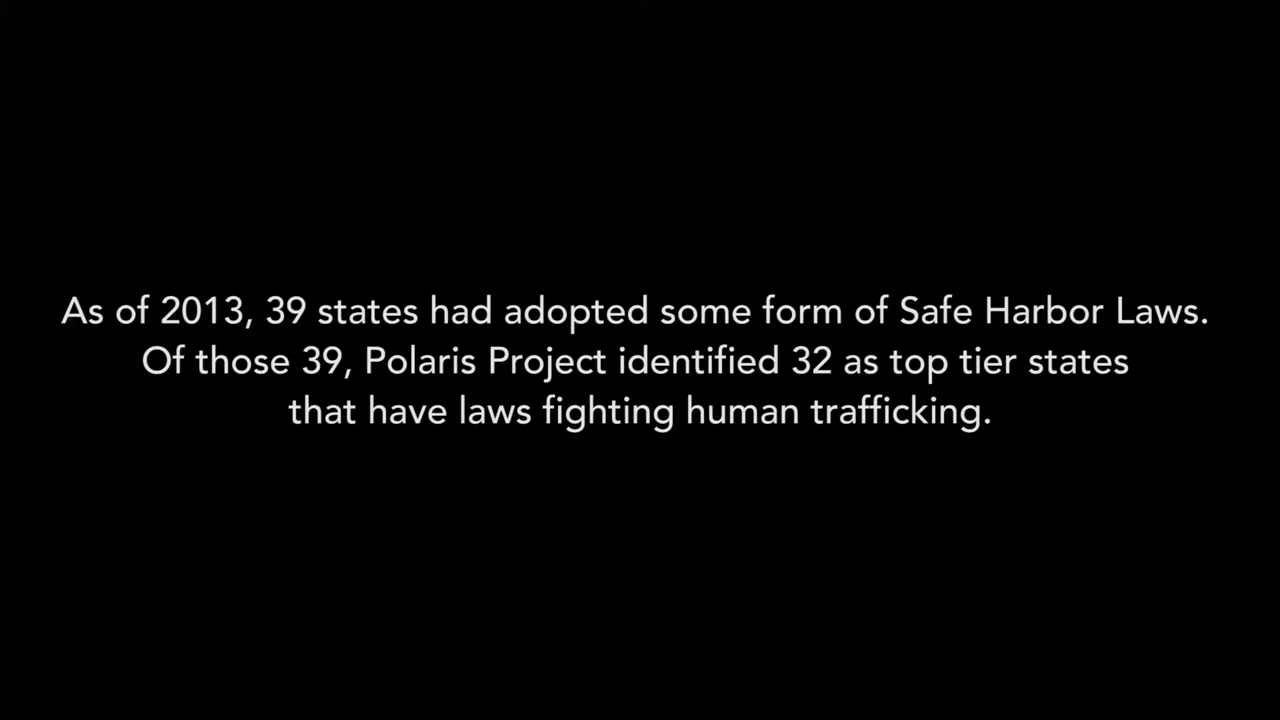 As of 2013, 39 states had adopted some form of Safe Harbor Laws.
Of those 39, Polaris Project identified 32 as top tier states
that have laws fighting human trafficking.